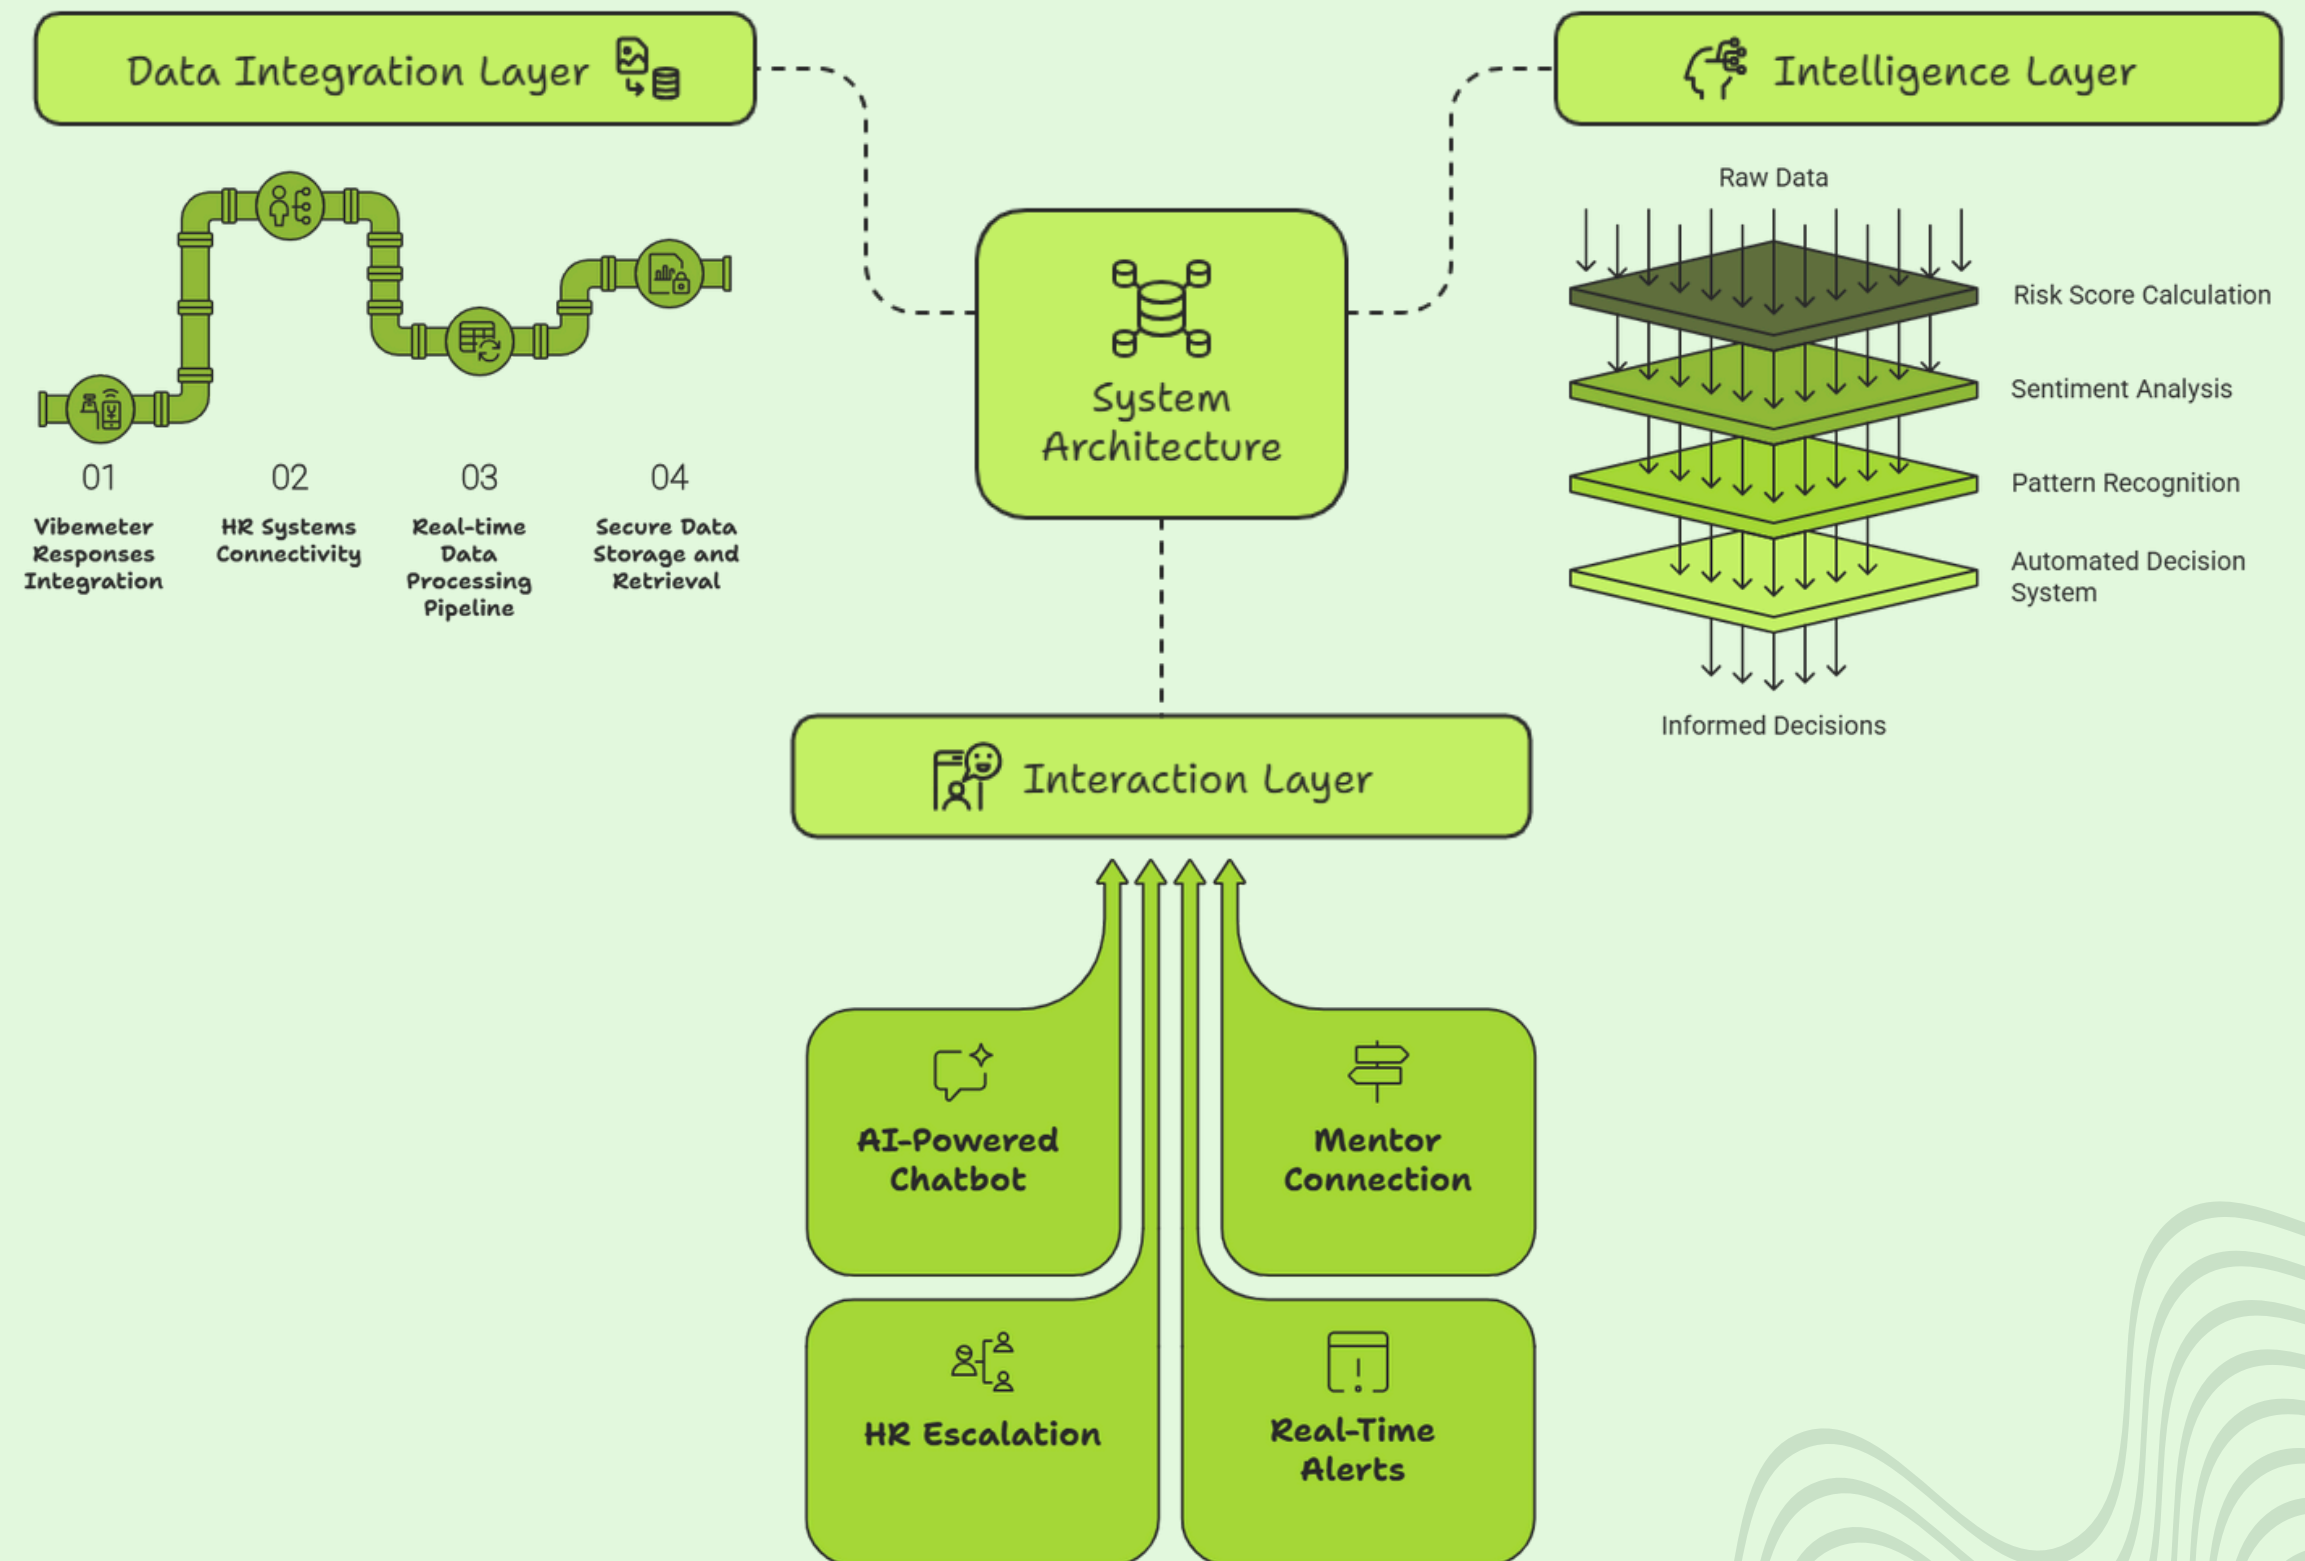 Data Integration Layer
01
02
03
04
Vibemeter
Responses
Integration
HR Systems
Connectivity
Real-time
Data
Processing
Pipeline
Secure Data
Storage and
Retrieval
System
Architecture
Intelligence Layer
Raw Data
Risk Score Calculation
Sentiment Analysis
Pattern Recognition
Automated Decision
System
Informed Decisions
Interaction Layer
AI-Powered
Chatbot
Mentor
Connection
HR Escalation
Real-Time
Alerts